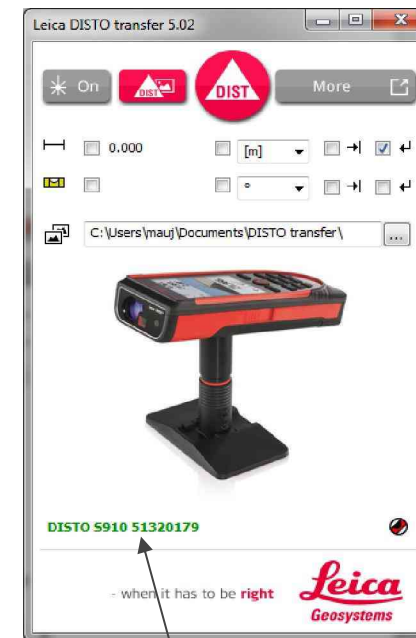 Leica DISTO transfer 5.02
On DIST DIST More
0.000 [m]
°
C:\Users\mauj\Documents\DISTO transfer\ ...
DISTO S910 51320179
- when it has to be right
Leica
Geosystems